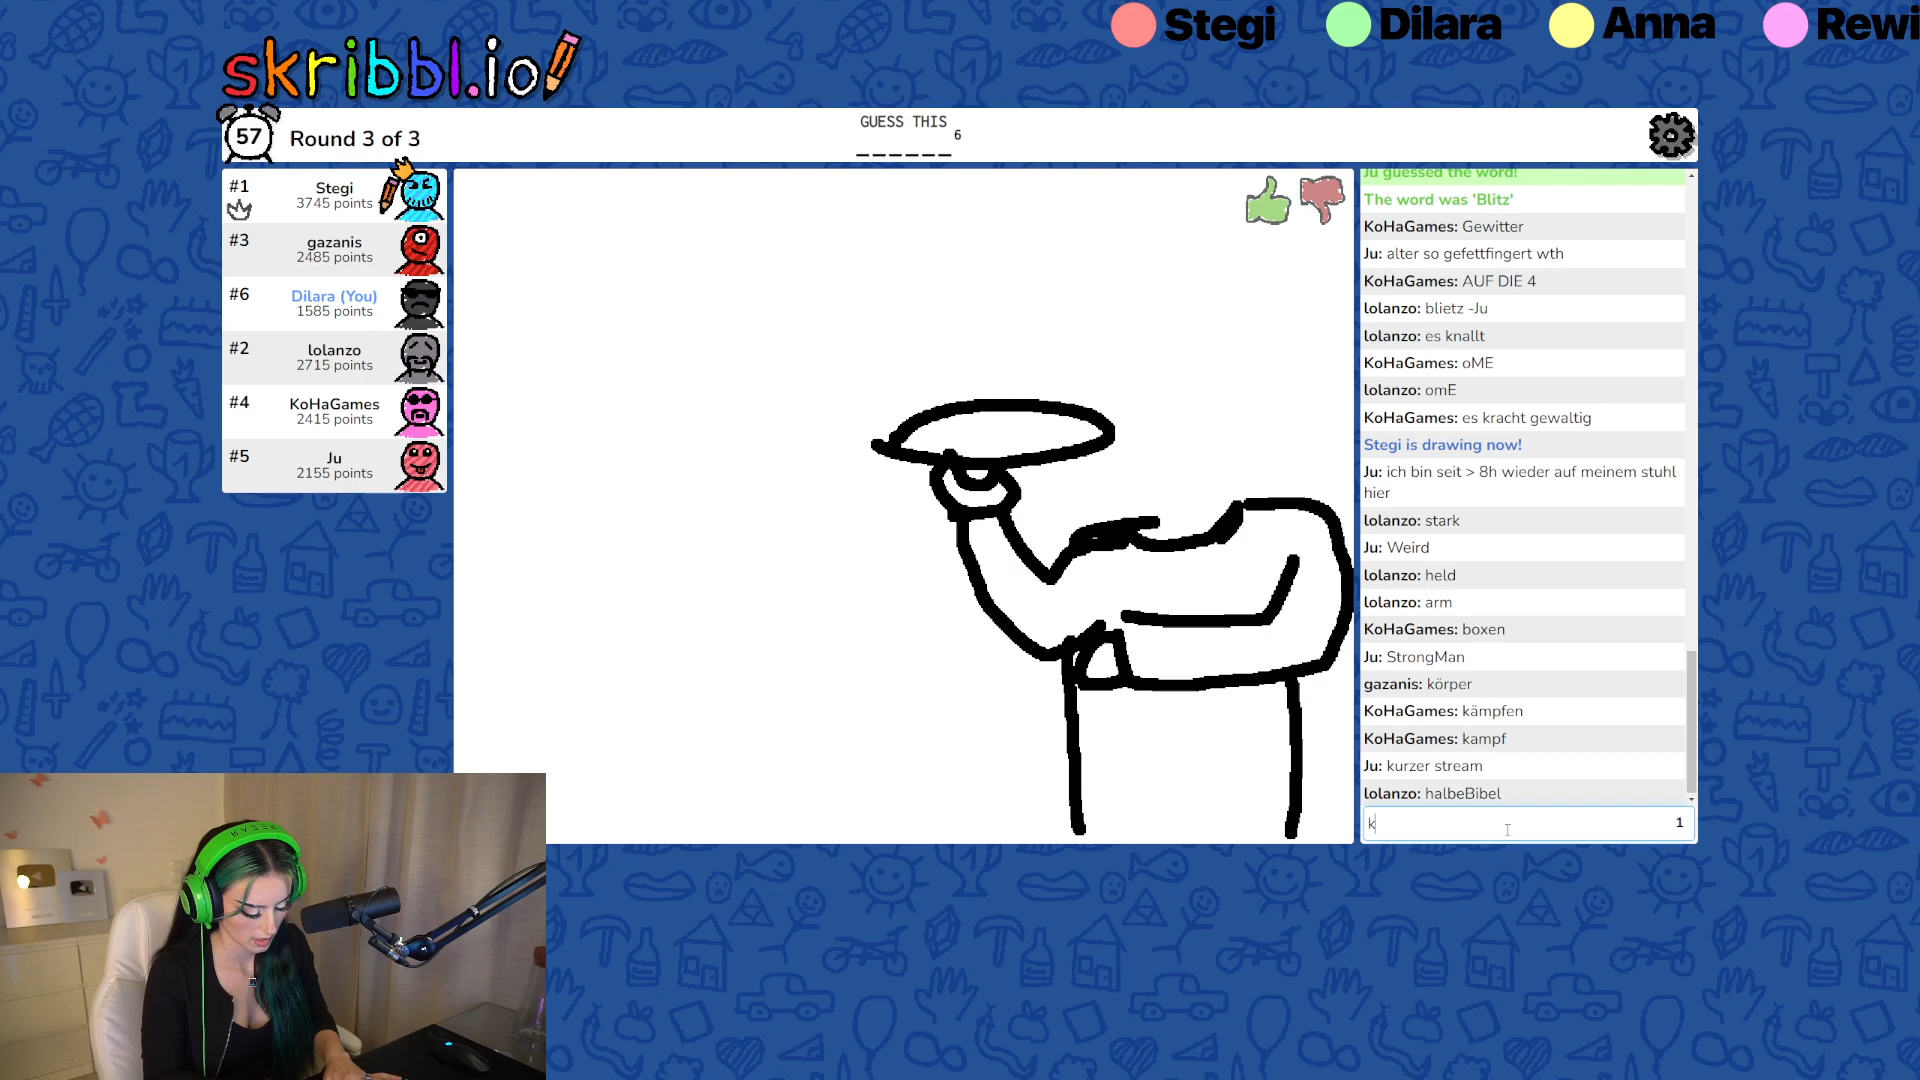 Stegi
Dilara
Anna
Rewi
skribbl.io
57
Round 3 of 3
GUESS THIS
______ 6
#1
Stegi
3745 points
#3
gazanis
2485 points
#6
Dilara (You)
1585 points
#2
lolanzo
2715 points
#4
KoHaGames
2415 points
#5
Ju
2155 points
Ju guessed the word!
The word was 'Blitz'
KoHaGames: Gewitter
Ju: alter so gefettfingert wth
KoHaGames: AUF DIE 4
lolanzo: blietz -Ju
lolanzo: es knallt
KoHaGames: oME
lolanzo: omE
KoHaGames: es kracht gewaltig
Stegi is drawing now!
Ju: ich bin seit > 8h wieder auf meinem stuhl
hier
lolanzo: stark
Ju: Weird
lolanzo: held
lolanzo: arm
KoHaGames: boxen
Ju: StrongMan
gazanis: körper
KoHaGames: kämpfen
KoHaGames: kampf
Ju: kurzer stream
lolanzo: halbeBibel
k
1
RAZER